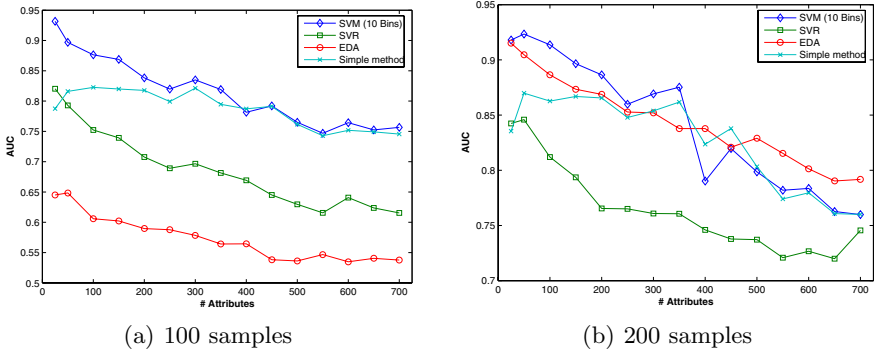 0.95
0.9
0.85
0.8
0.75
0.7
0.65
0.6
0.55
0.5
AUC
0 100 200 300 400 500 600 700
# Attributes
SVM (10 Bins)
SVR
EDA
Simple method
(a) 100 samples
0.95
0.9
0.85
0.8
0.75
0.7
AUC
0 100 200 300 400 500 600 700
# Attributes
SVM (10 Bins)
SVR
EDA
Simple method
(b) 200 samples